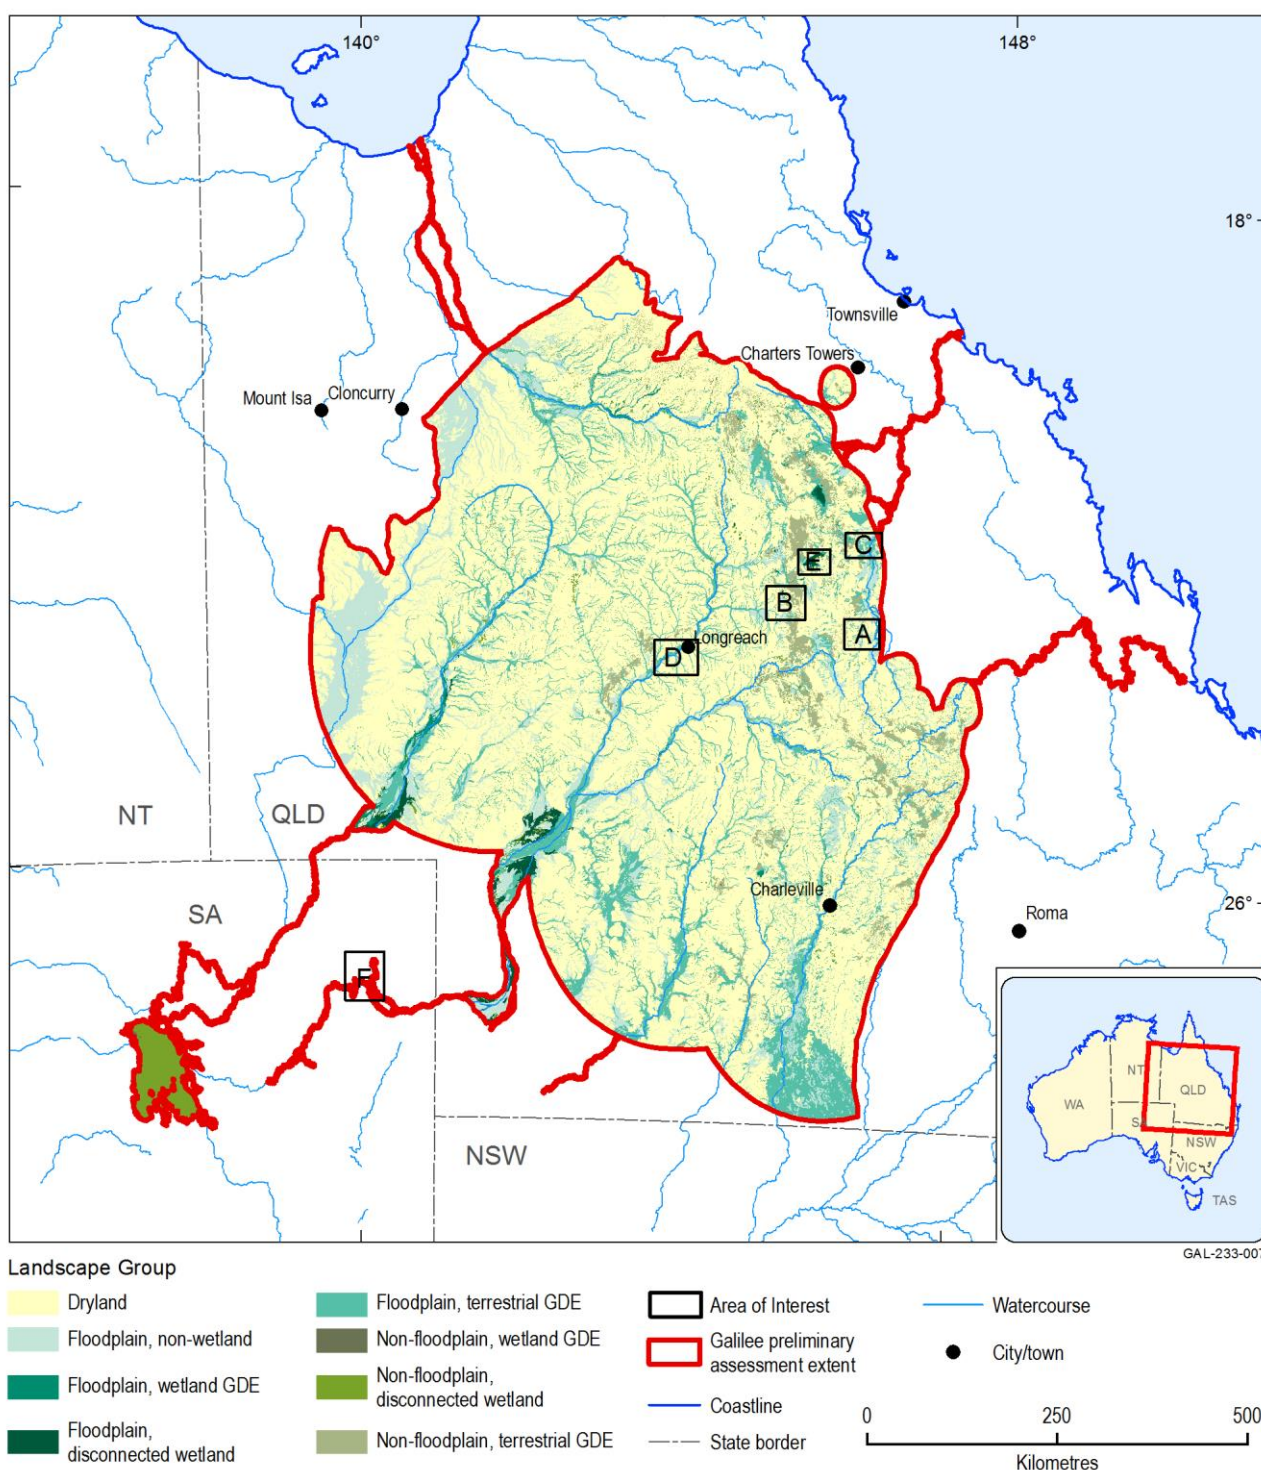 140°
148°
18°
Townsville
Charters Towers
Mount Isa
Cloncurry
C
E
B
A
Longreach
D
NT
QLD
Charleville
26°
SA
Roma
F
NT
QLD
WA
SA
NSW
VIC
TAS
NSW
GAL-233-007
Landscape Group
Dryland
Floodplain, non-wetland
Floodplain, wetland GDE
Floodplain,
disconnected wetland
Floodplain, terrestrial GDE
Non-floodplain, wetland GDE
Non-floodplain,
disconnected wetland
Non-floodplain, terrestrial GDE
Area of Interest
Galilee preliminary
assessment extent
Coastline
State border
Watercourse
City/town
0 250 500
Kilometres